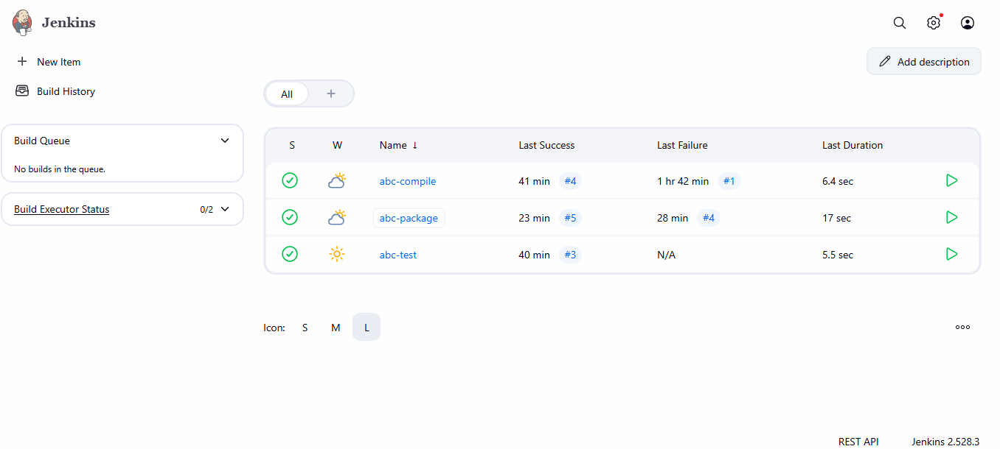 Jenkins
New Item
Add description
Build History
All +
Build Queue
No builds in the queue.
Build Executor Status 0/2
S W Name ↓ Last Success Last Failure Last Duration
abc-compile 41 min #4 1 hr 42 min #1 6.4 sec
abc-package 23 min #5 28 min #4 17 sec
abc-test 40 min #3 N/A 5.5 sec
Icon: S M L
REST API Jenkins 2.528.3